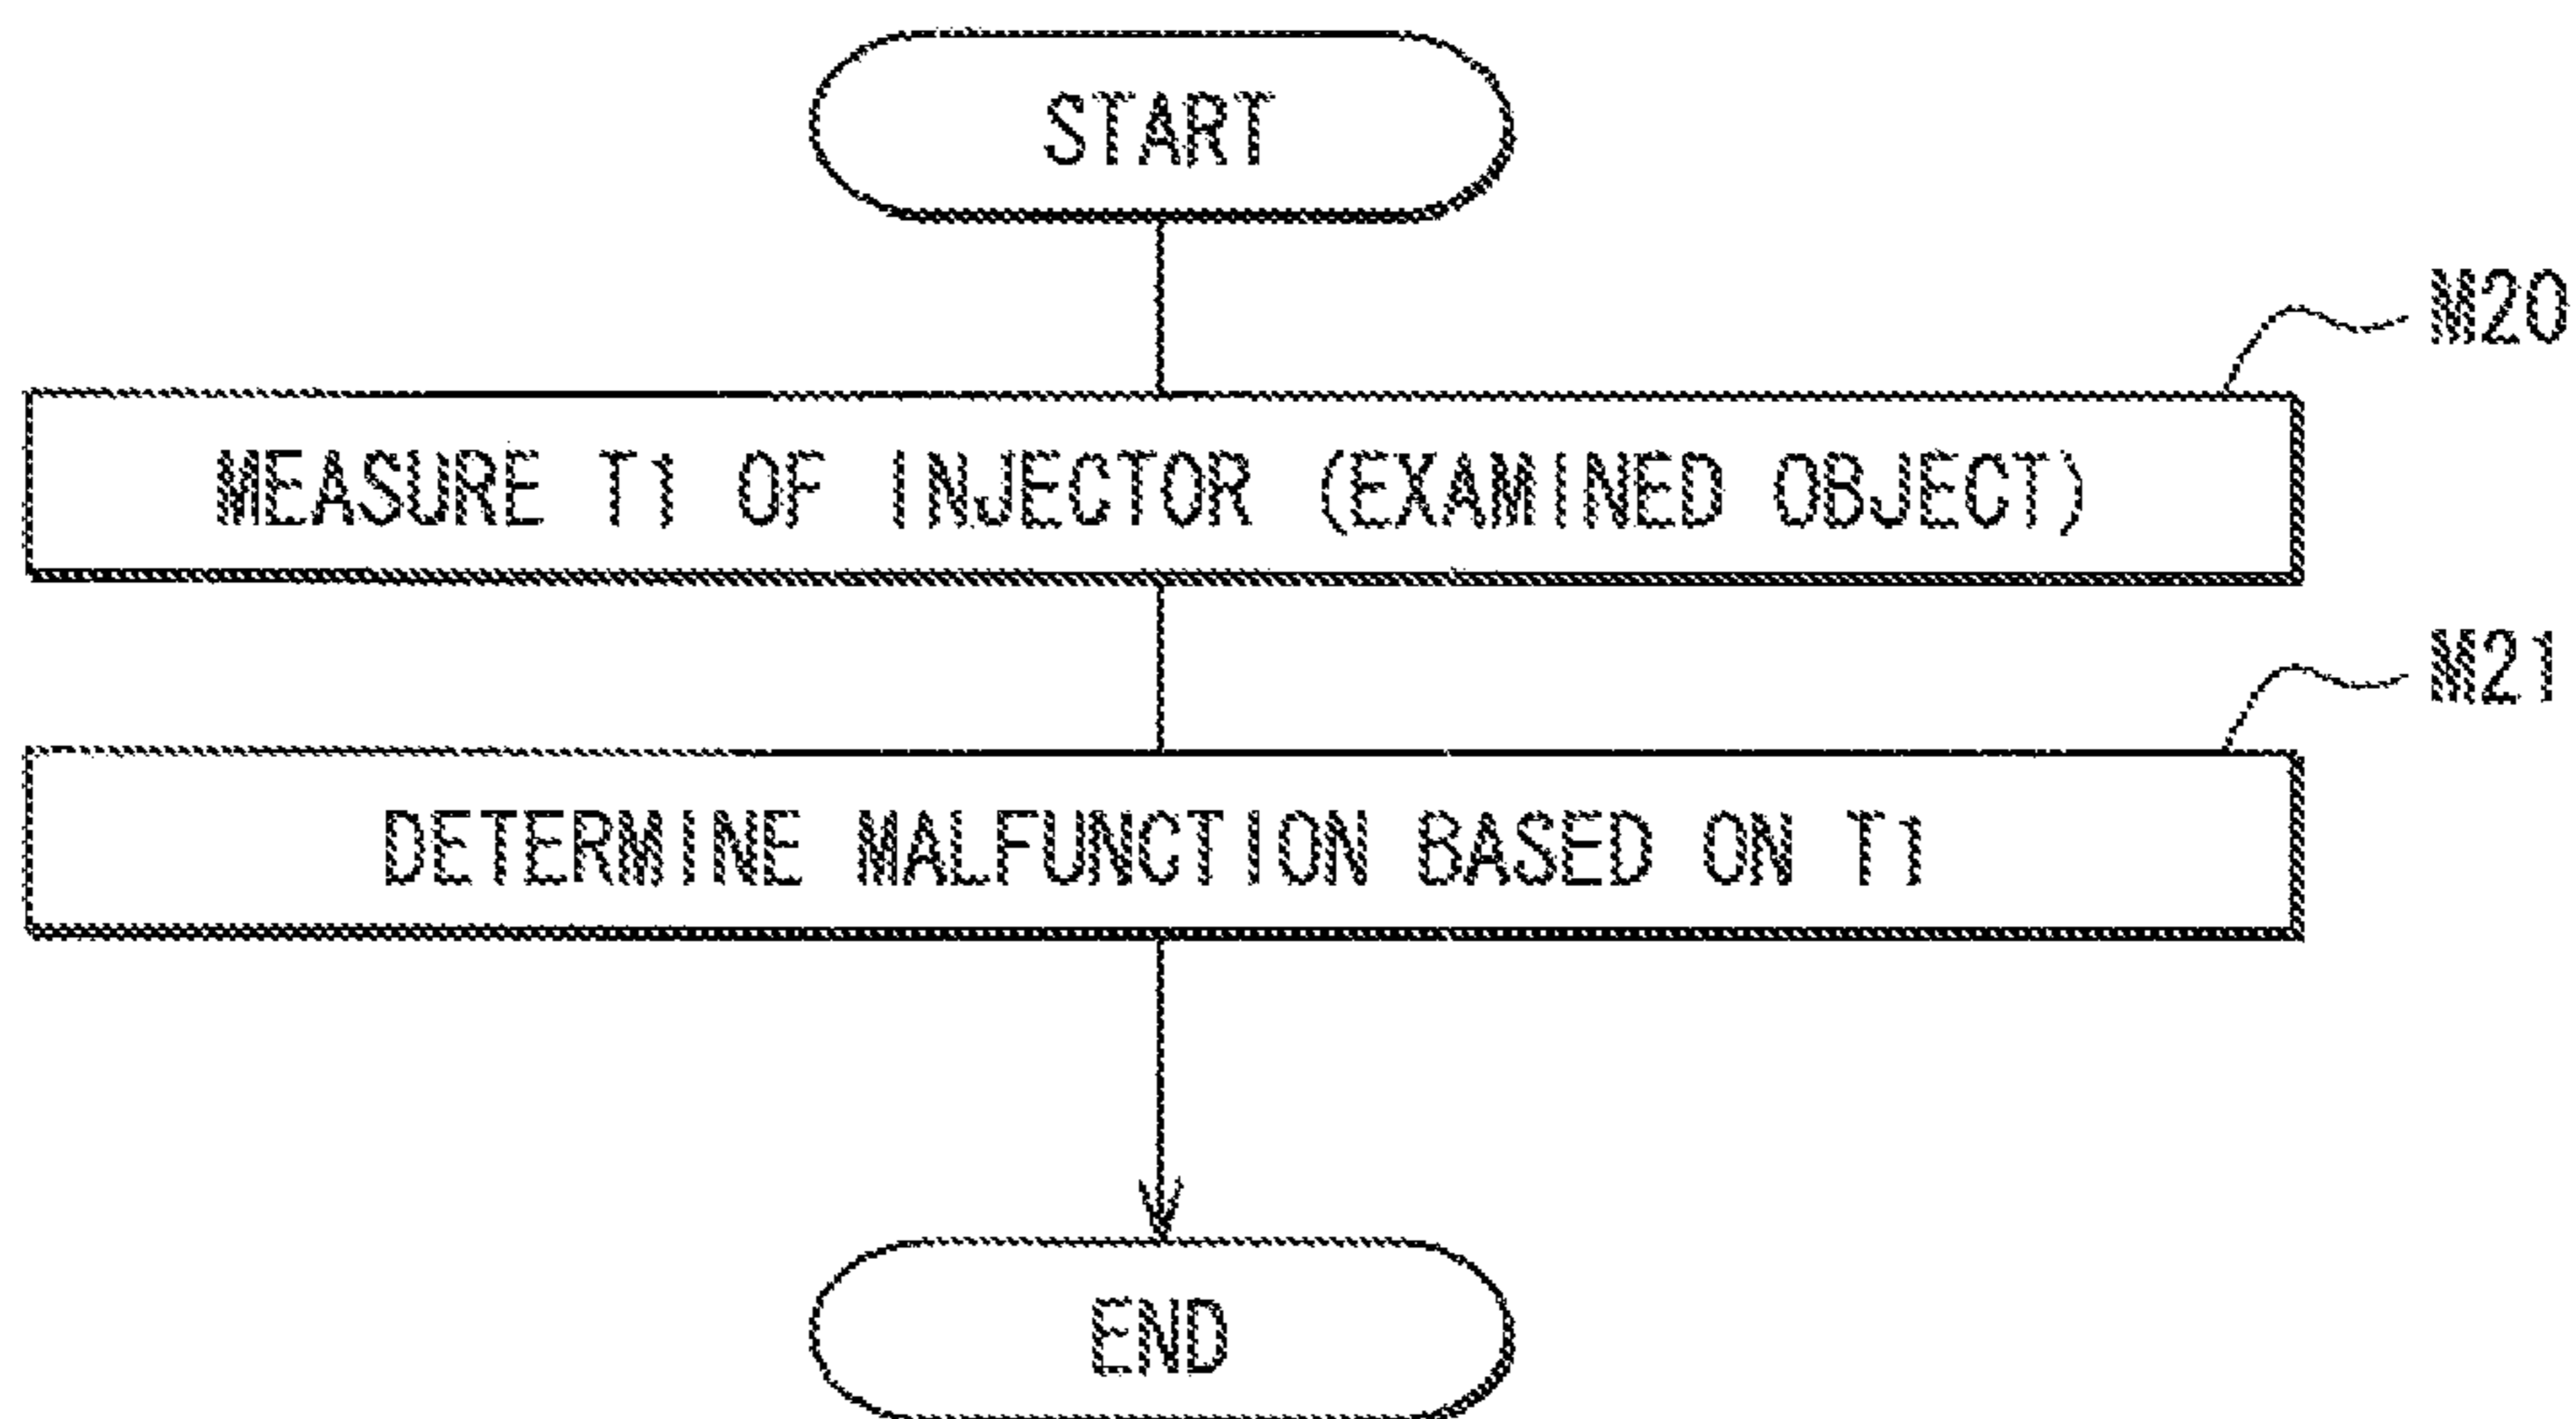 START
M20
MEASURE T1 OF INJECTOR (EXAMINED OBJECT)
M21
DETERMINE MALFUNCTION BASED ON T1
END